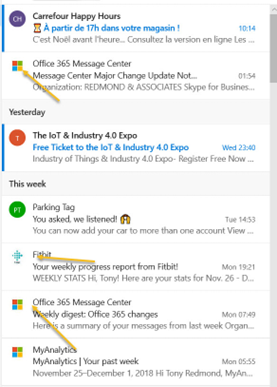 CH
Carrefour Happy Hours
À partir de 17h dans votre magasin !
10:14
C'est Noël avant l'heure... Consultez la version en ligne Les
Office 365 Message Center
Message Center Major Change Update Not...
01:54
Organization: REDMOND & ASSOCIATES Skype for Business...
Yesterday
T
The IoT & Industry 4.0 Expo
Free Ticket to the IoT & Industry 4.0 Expo
Wed 23:40
Industry of Things & Industry 4.0 Expo- Register Free Now ...
This week
PT
Parking Tag
You asked, we listened!
Tue 14:53
You can now add your car to more than one account View ...
Fitbit
Your weekly progress report from Fitbit!
Mon 19:21
WEEKLY STATS Hi, Tony! Here are your stats for Nov. 26 - D...
Office 365 Message Center
Weekly digest: Office 365 changes
Mon 07:49
Here is a summary of your messages from last week Organ...
MyAnalytics
MyAnalytics | Your past week
Mon 05:55
November 25–December 1, 2018 Hi Tony Redmond, MyAn...